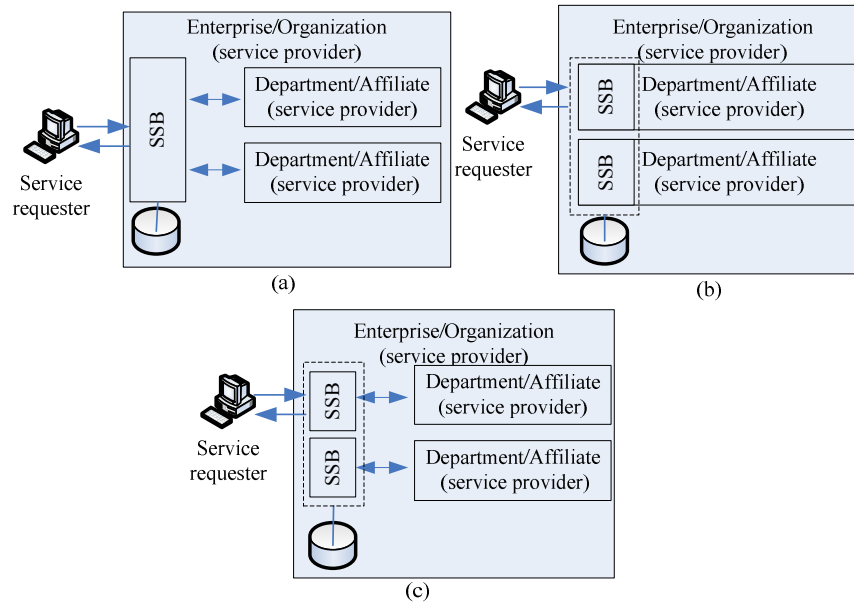 Enterprise/Organization
(service provider)
SSB
Department/Affiliate
(service provider)
Department/Affiliate
(service provider)
Service
requester
(a)
Enterprise/Organization
(service provider)
SSB
Department/Affiliate
(service provider)
SSB
Department/Affiliate
(service provider)
Service
requester
(b)
Enterprise/Organization
(service provider)
SSB
Department/Affiliate
(service provider)
SSB
Department/Affiliate
(service provider)
Service
requester
(c)